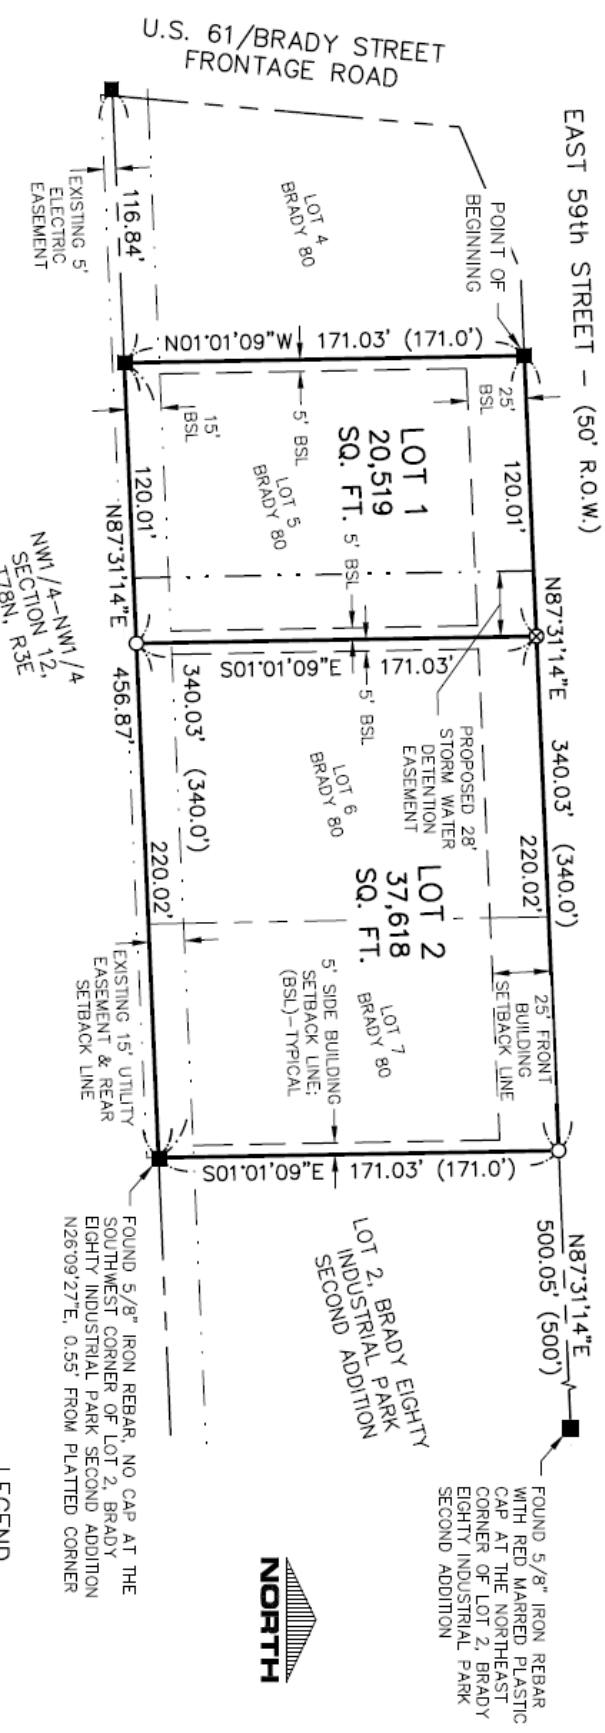 U.S. 61/BRADY STREET
FRONTAGE ROAD
EAST 59th STREET – (50' R.O.W.)
POINT OF
BEGINNING
LOT 4
BRADY 80
116.84'
EXISTING 5'
ELECTRIC
EASEMENT
N01°01'09"W 171.03' (171.0')
25'
BSL
15'
BSL
5' BSL
LOT 1
20,519
SQ. FT.
LOT 5
BRADY 80
120.01'
120.01'
5' BSL
N87°31'14"E
N87°31'14"E
NW1/4-NW1/4
SECTION 12,
T78N, R3E
S01°01'09"E 171.03'
5' BSL
456.87'
340.03' (340.0')
340.03' (340.0')
PROPOSED 28'
STORM WATER
DETENTION
EASEMENT
LOT 6
BRADY 80
LOT 2
37,618
SQ. FT.
220.02'
220.02'
LOT 7
BRADY 80
5' SIDE BUILDING
SETBACK LINE;
(BSL)-TYPICAL
25' FRONT
BUILDING
SETBACK LINE
EXISTING 15' UTILITY
EASEMENT & REAR
SETBACK LINE
S01°01'09"E 171.03' (171.0')
N87°31'14"E
500.05' (500')
LOT 2, BRADY EIGHTY
INDUSTRIAL PARK
SECOND ADDITION
FOUND 5/8" IRON REBAR, NO CAP AT THE
SOUTHWEST CORNER OF LOT 2, BRADY
EIGHTY INDUSTRIAL PARK SECOND ADDITION
N26°09'27"E, 0.55' FROM PLATTED CORNER
FOUND 5/8" IRON REBAR
WITH RED MARRED PLASTIC
CAP AT THE NORTHEAST
CORNER OF LOT 2, BRADY
EIGHTY INDUSTRIAL PARK
SECOND ADDITION
NORTH
LEGEND